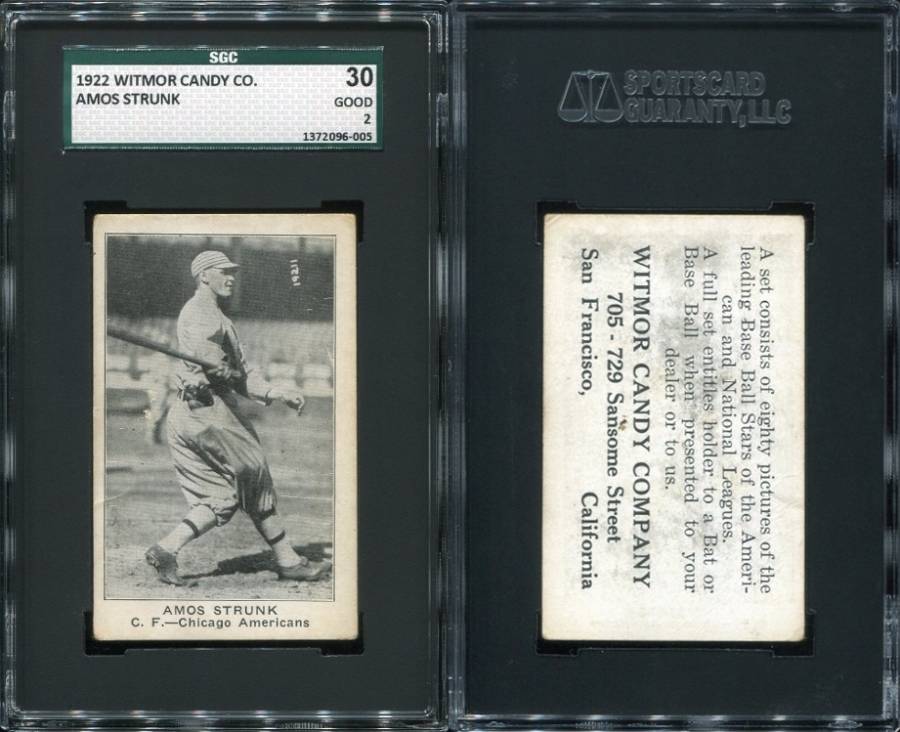 SGC
1922 WITMOR CANDY CO.
AMOS STRUNK
30
GOOD
2
1372096-005
AMOS STRUNK
C. F.—Chicago Americans
SPORTSCARD
GUARANTY, LLC
A set consists of eighty pictures of the
leading Base Ball Stars of the Ameri-
can and National Leagues.
A full set entitles holder to a Bat or
Base Ball when presented to your
dealer or to us.
WITMOR CANDY COMPANY
705 - 729 Sansome Street
San Francisco, California